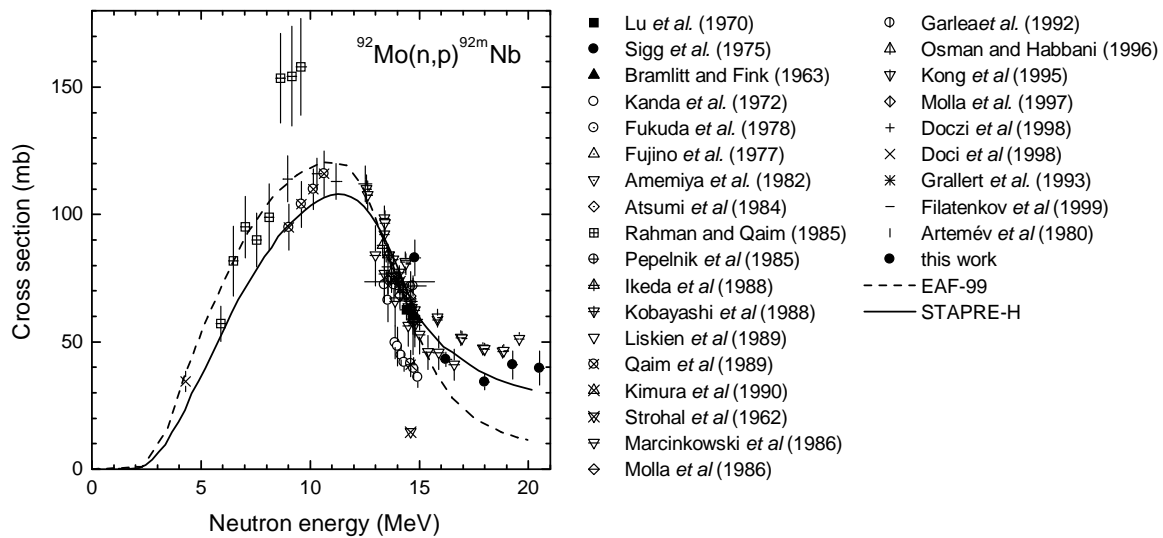 ⁹²Mo(n,p)⁹²ᵐNb
Cross section (mb)
150
100
50
0
0 5 10 15 20
Neutron energy (MeV)
Lu et al. (1970)
Sigg et al. (1975)
Bramlitt and Fink (1963)
Kanda et al. (1972)
Fukuda et al. (1978)
Fujino et al. (1977)
Amemiya et al. (1982)
Atsumi et al (1984)
Rahman and Qaim (1985)
Pepelnik et al. (1985)
Ikeda et al (1988)
Kobayashi et al (1988)
Liskien et al (1989)
Qaim et al (1989)
Kimura et al (1990)
Strohal et al (1962)
Marcinkowski et al (1986)
Molla et al (1986)
Garleaet al. (1992)
Osman and Habbani (1996)
Kong et al (1995)
Molla et al. (1997)
Doczi et al (1998)
Doci et al (1998)
Grallert et al. (1993)
Filatenkov et al (1999)
Artemév et al (1980)
this work
EAF-99
STAPRE-H